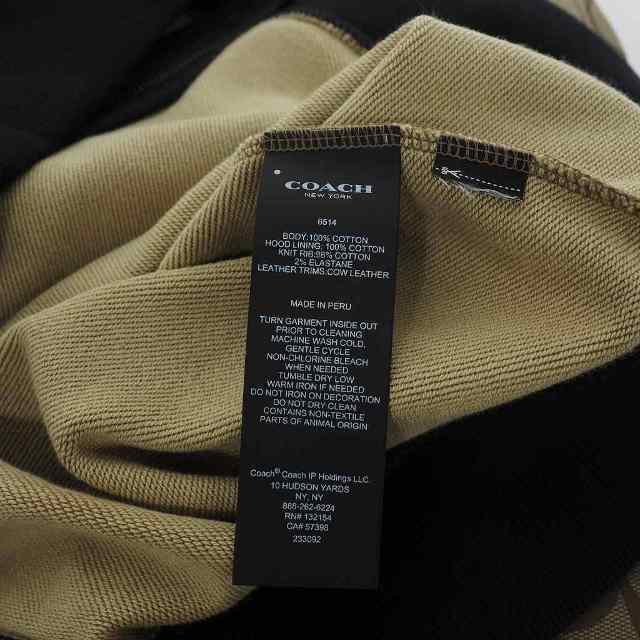 COACH
NEW YORK
6514
BODY:100% COTTON
HOOD LINING: 100% COTTON
KNIT RIB:98% COTTON
2% ELASTANE
LEATHER TRIMS:COW LEATHER
MADE IN PERU
TURN GARMENT INSIDE OUT
PRIOR TO CLEANING
MACHINE WASH COLD,
GENTLE CYCLE
NON-CHLORINE BLEACH
WHEN NEEDED
TUMBLE DRY LOW
WARM IRON IF NEEDED
DO NOT IRON ON DECORATION
DO NOT DRY CLEAN
CONTAINS NON-TEXTILE
PARTS OF ANIMAL ORIGIN
Coach® Coach IP Holdings LLC.
10 HUDSON YARDS
NY, NY
866-262-6224
RN# 132154
CA# 57398
233092